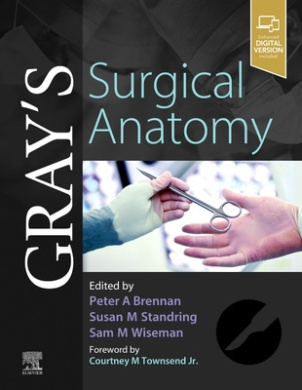 Enhanced
DIGITAL
VERSION
Included
GRAY'S
Surgical
Anatomy
Edited by
Peter A Brennan
Susan M Standring
Sam M Wiseman
Foreword by
Courtney M Townsend Jr.
ELSEVIER